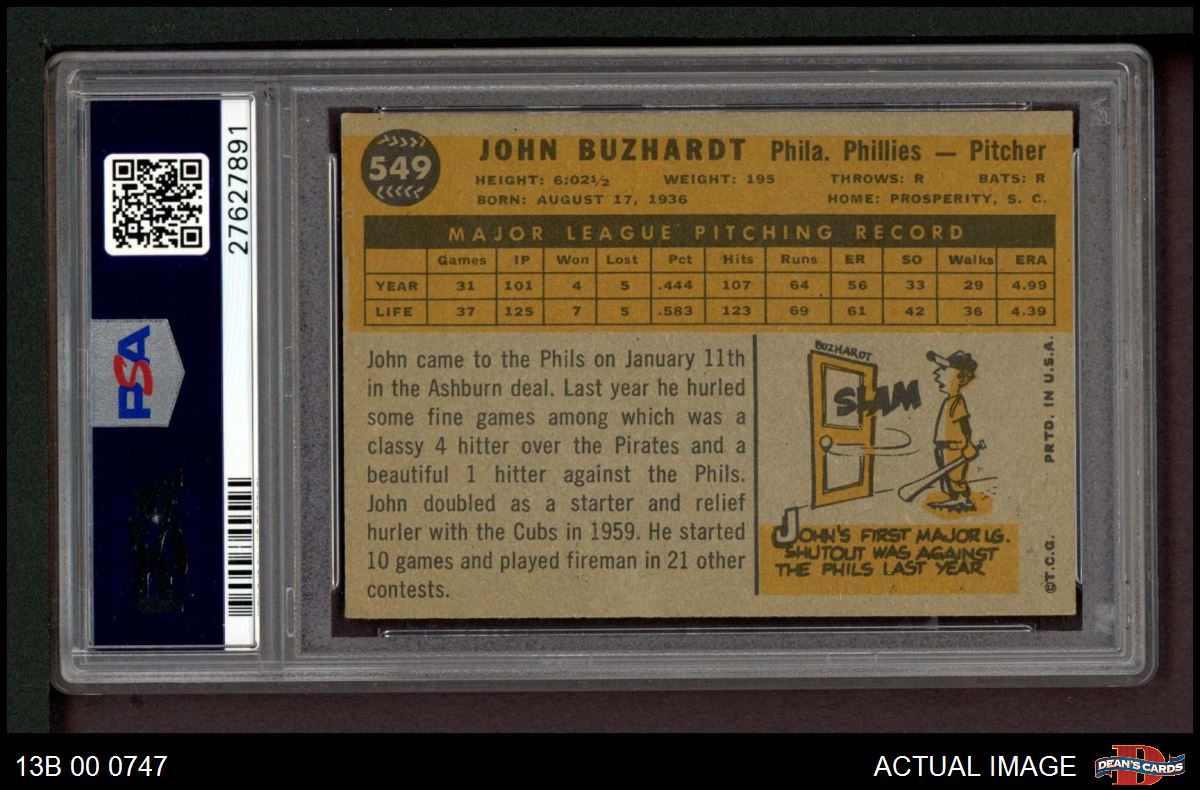 PSA
27627891
549
JOHN BUZHARDT Phila. Phillies — Pitcher
HEIGHT: 6:02½ WEIGHT: 195 THROWS: R BATS: R
BORN: AUGUST 17, 1936 HOME: PROSPERITY, S. C.
MAJOR LEAGUE PITCHING RECORD
Games IP Won Lost Pct Hits Runs ER SO Walks ERA
YEAR 31 101 4 5 .444 107 64 56 33 29 4.99
LIFE 37 125 7 5 .583 123 69 61 42 36 4.39
John came to the Phils on January 11th
in the Ashburn deal. Last year he hurled
some fine games among which was a
classy 4 hitter over the Pirates and a
beautiful 1 hitter against the Phils.
John doubled as a starter and relief
hurler with the Cubs in 1959. He started
10 games and played fireman in 21 other
contests.
BUZHARDT
SLAM
JOHN'S FIRST MAJOR LG.
SHUTOUT WAS AGAINST
THE PHILS LAST YEAR
©T.C.G. PRTD. IN U.S.A.
13B 00 0747
ACTUAL IMAGE
DEAN'S CARDS